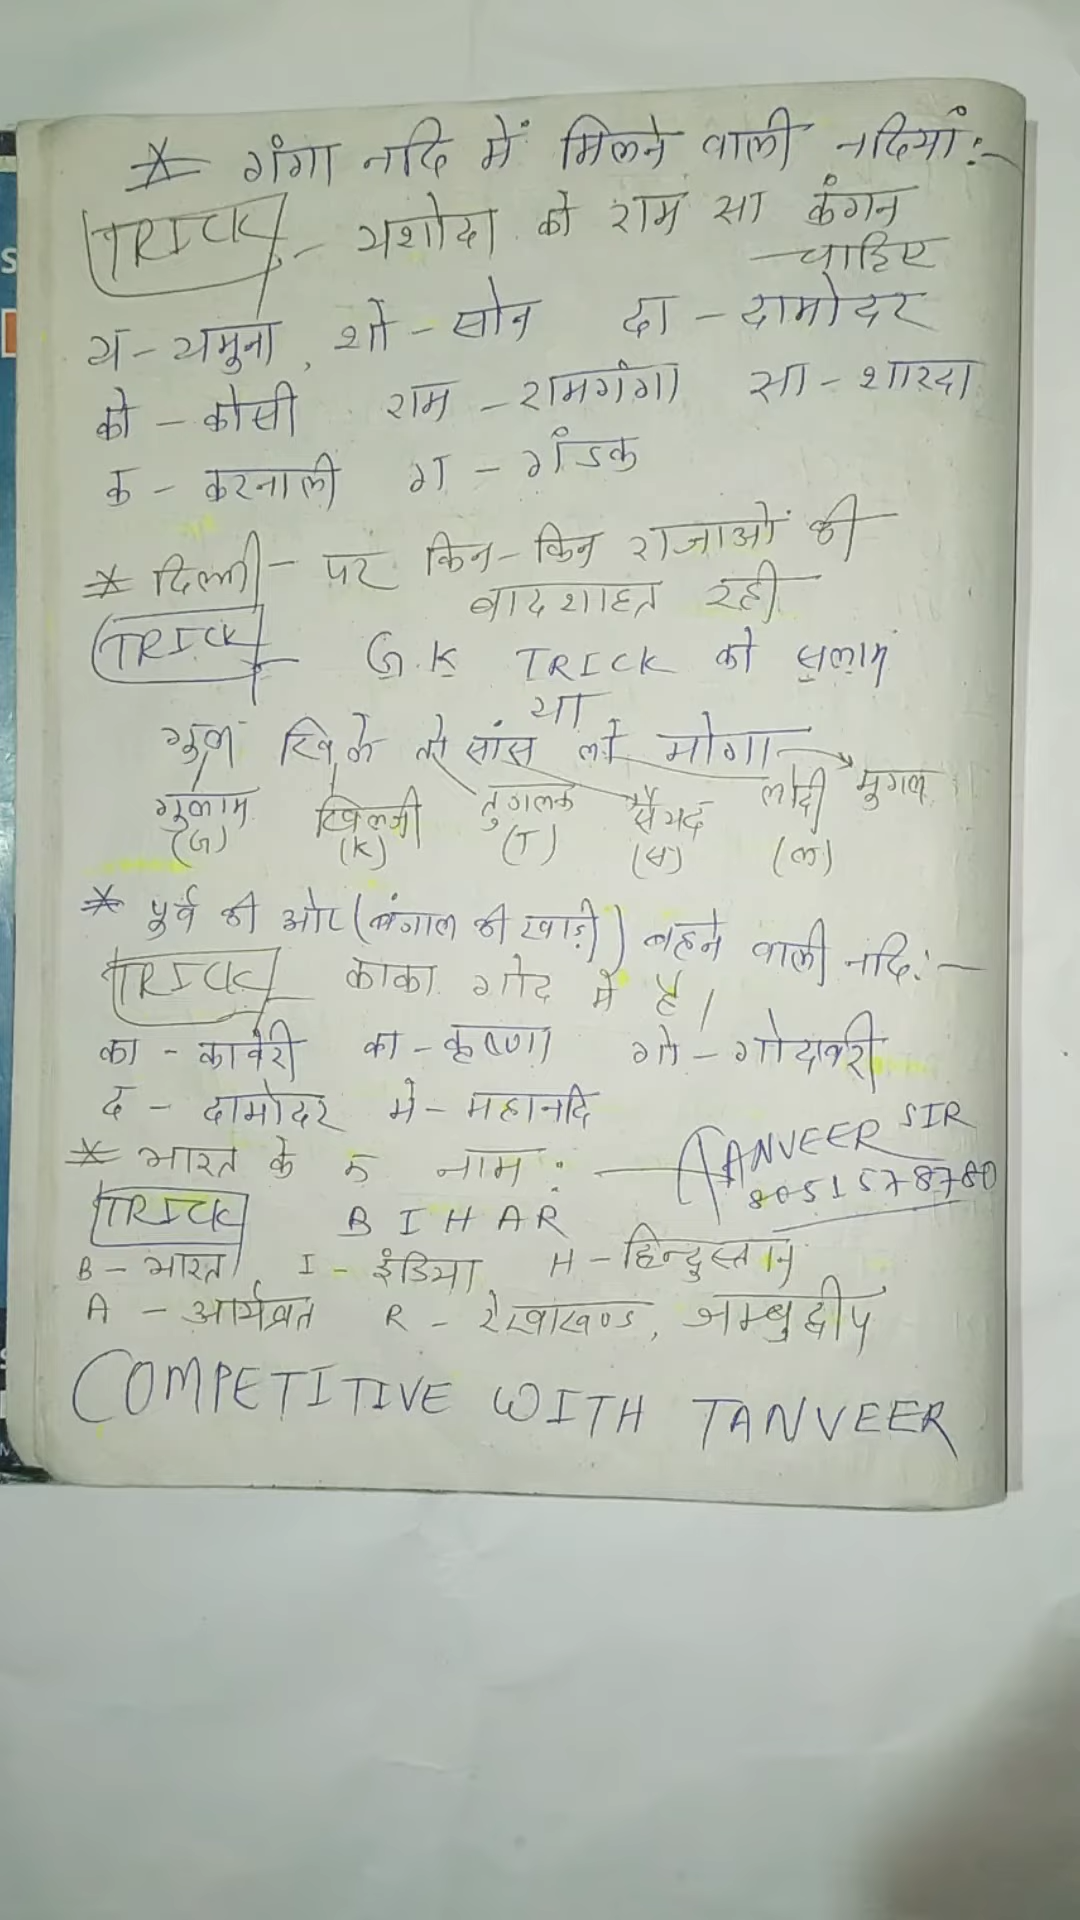 * गंगा नदि में मिलने वाली नदियां :-
TRICK - यशोदा को राम सा कंगन
चाहिए
य - यमुना, शो - सोन दा - दामोदर
को - कोसी राम - रामगंगा सा - शारदा
क - करनाली ग - गंडक
* दिल्ली - पर किन-किन राजाओं की
बादशाहत रही
TRICK - G.K TRICK को सलाम
या
गुल खिके तो सांस लो मोगा → मुगल
गुलाम खिलजी तुगलक सैयद लोदी
(G) (K) (T) (स) (ल)
* पूर्व की ओर (बंगाल की खाड़ी) बहने वाली नदि :-
TRICK - काका गोद में है।
का - कावेरी का - कृष्णा गो - गोदावरी
द - दामोदर में - महानदि
* भारत के 5 नाम :-
TANVEER SIR
8051578780
TRICK BIHAR
B - भारत I - इंडिया H - हिन्दुस्तान
A - आर्यव्रत R - रेखाखण्ड, जम्बुद्वीप
COMPETITIVE WITH TANVEER